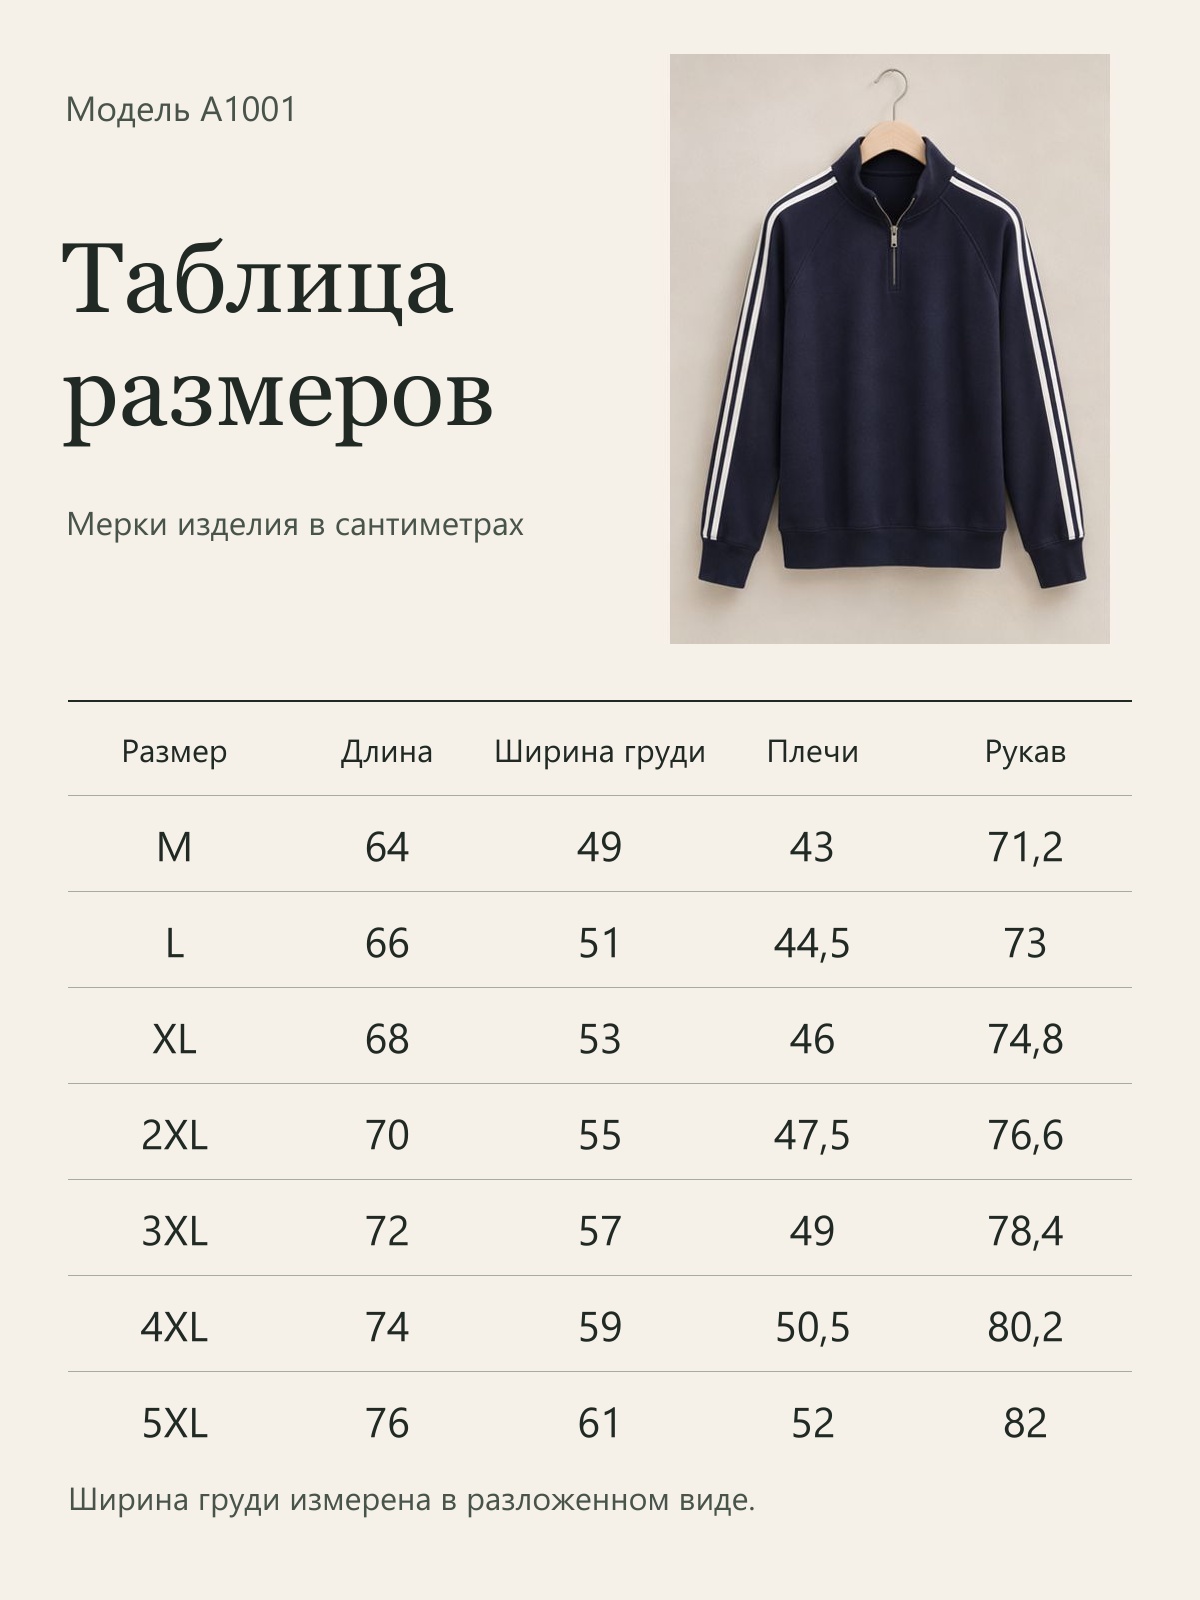 Модель А1001
Таблица
размеров
Мерки изделия в сантиметрах
Размер Длина Ширина груди Плечи Рукав
M 64 49 43 71,2
L 66 51 44,5 73
XL 68 53 46 74,8
2XL 70 55 47,5 76,6
3XL 72 57 49 78,4
4XL 74 59 50,5 80,2
5XL 76 61 52 82
Ширина груди измерена в разложенном виде.